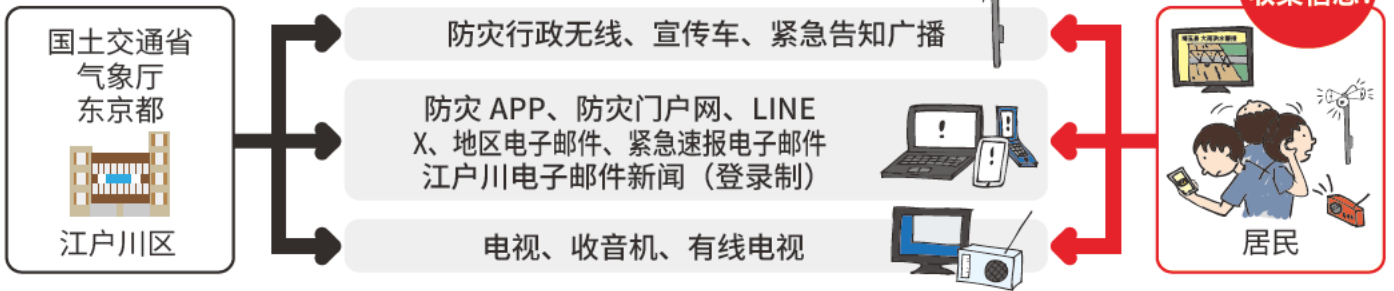 国土交通省
气象厅
东京都
江户川区
防灾行政无线、宣传车、紧急告知广播
防灾 APP、防灾门户网、LINE
X、地区电子邮件、紧急速报电子邮件
江户川电子邮件新闻（登录制）
电视、收音机、有线电视
收集信息!
居民